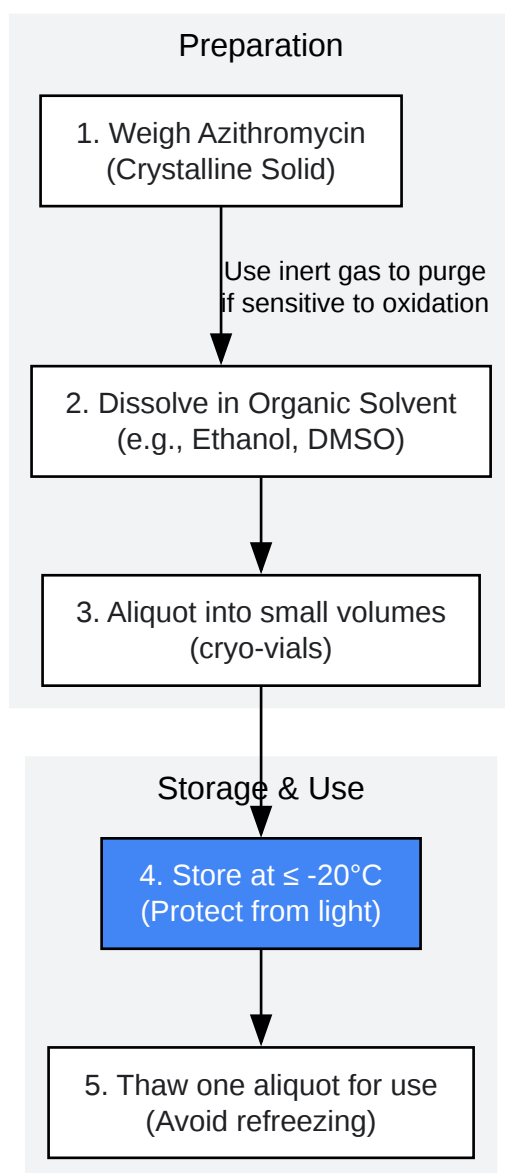 Preparation
1. Weigh Azithromycin
(Crystalline Solid)
Use inert gas to purge
if sensitive to oxidation
2. Dissolve in Organic Solvent
(e.g., Ethanol, DMSO)
3. Aliquot into small volumes
(cryo-vials)
Storage & Use
4. Store at ≤ -20°C
(Protect from light)
5. Thaw one aliquot for use
(Avoid refreezing)